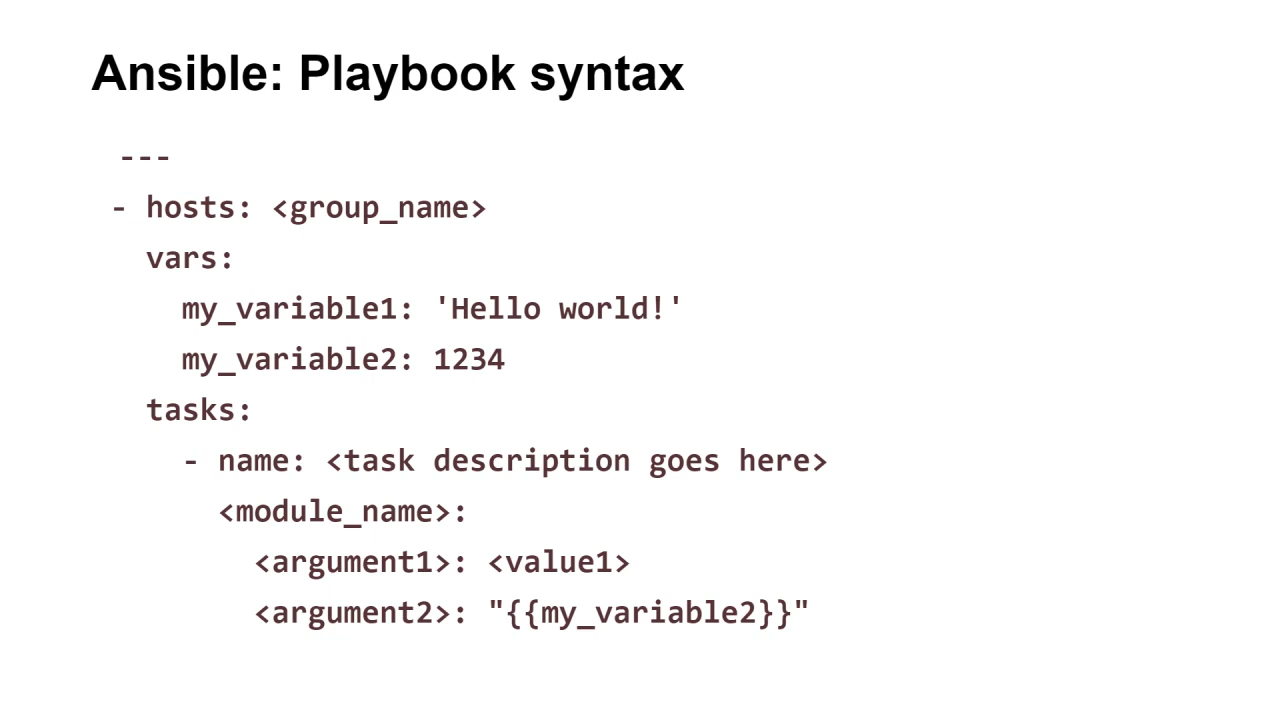 Ansible: Playbook syntax
---
- hosts: <group_name>
  vars:
    my_variable1: 'Hello world!'
    my_variable2: 1234
  tasks:
    - name: <task description goes here>
      <module_name>:
        <argument1>: <value1>
        <argument2>: "{{my_variable2}}"